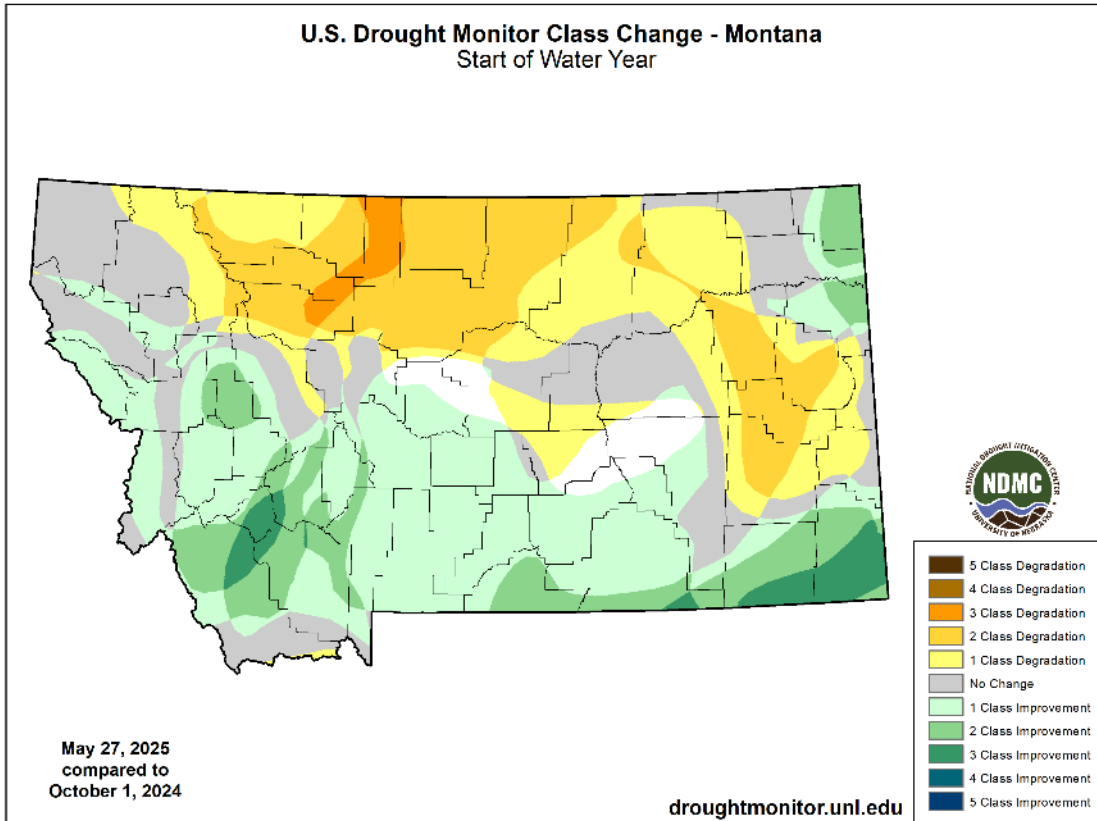 U.S. Drought Monitor Class Change - Montana
Start of Water Year
NATIONAL DROUGHT MITIGATION CENTER
NDMC
UNIVERSITY OF NEBRASKA
5 Class Degradation
4 Class Degradation
3 Class Degradation
2 Class Degradation
1 Class Degradation
No Change
1 Class Improvement
2 Class Improvement
3 Class Improvement
4 Class Improvement
5 Class Improvement
May 27, 2025
compared to
October 1, 2024
droughtmonitor.unl.edu